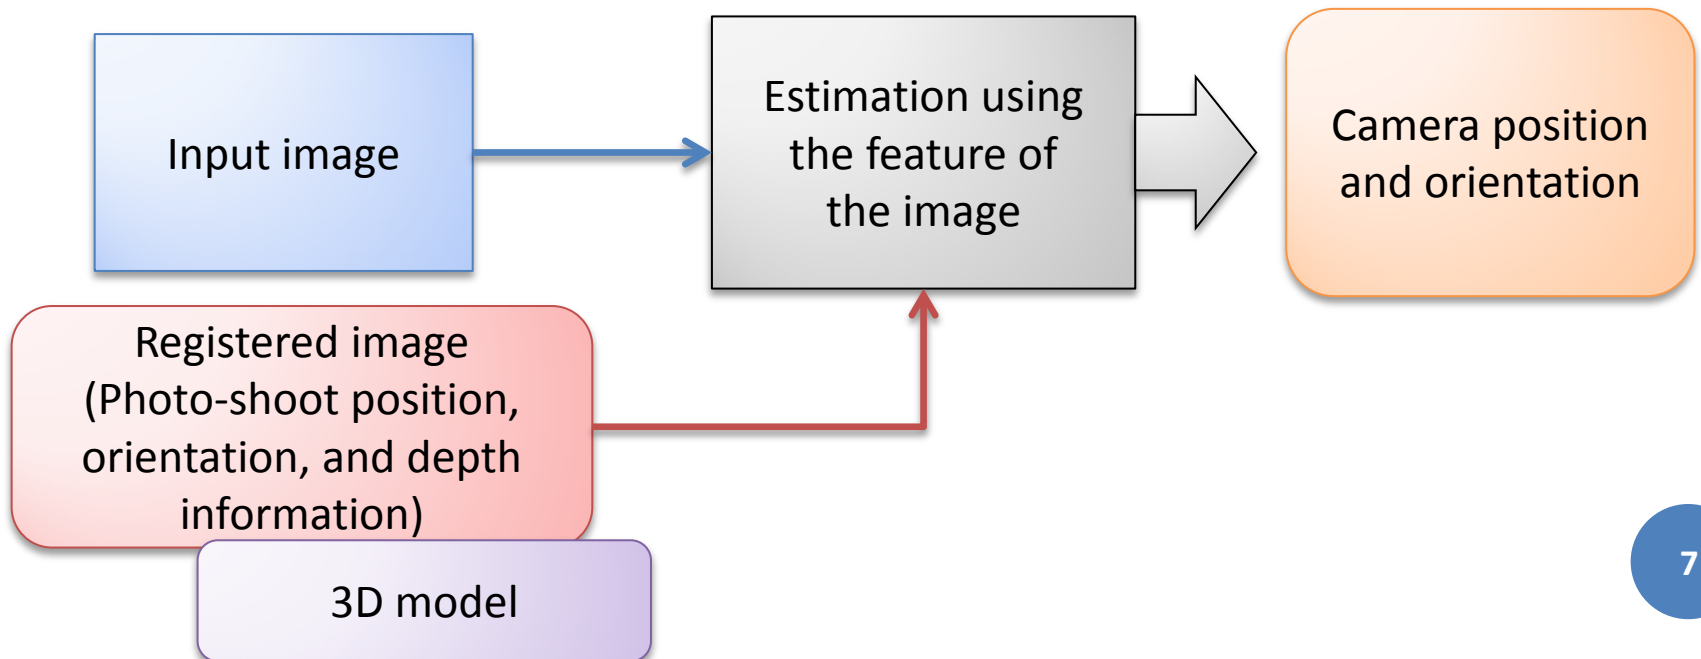 Input image
Estimation using
the feature of
the image
Camera position
and orientation
Registered image
(Photo-shoot position,
orientation, and depth
information)
3D model
7